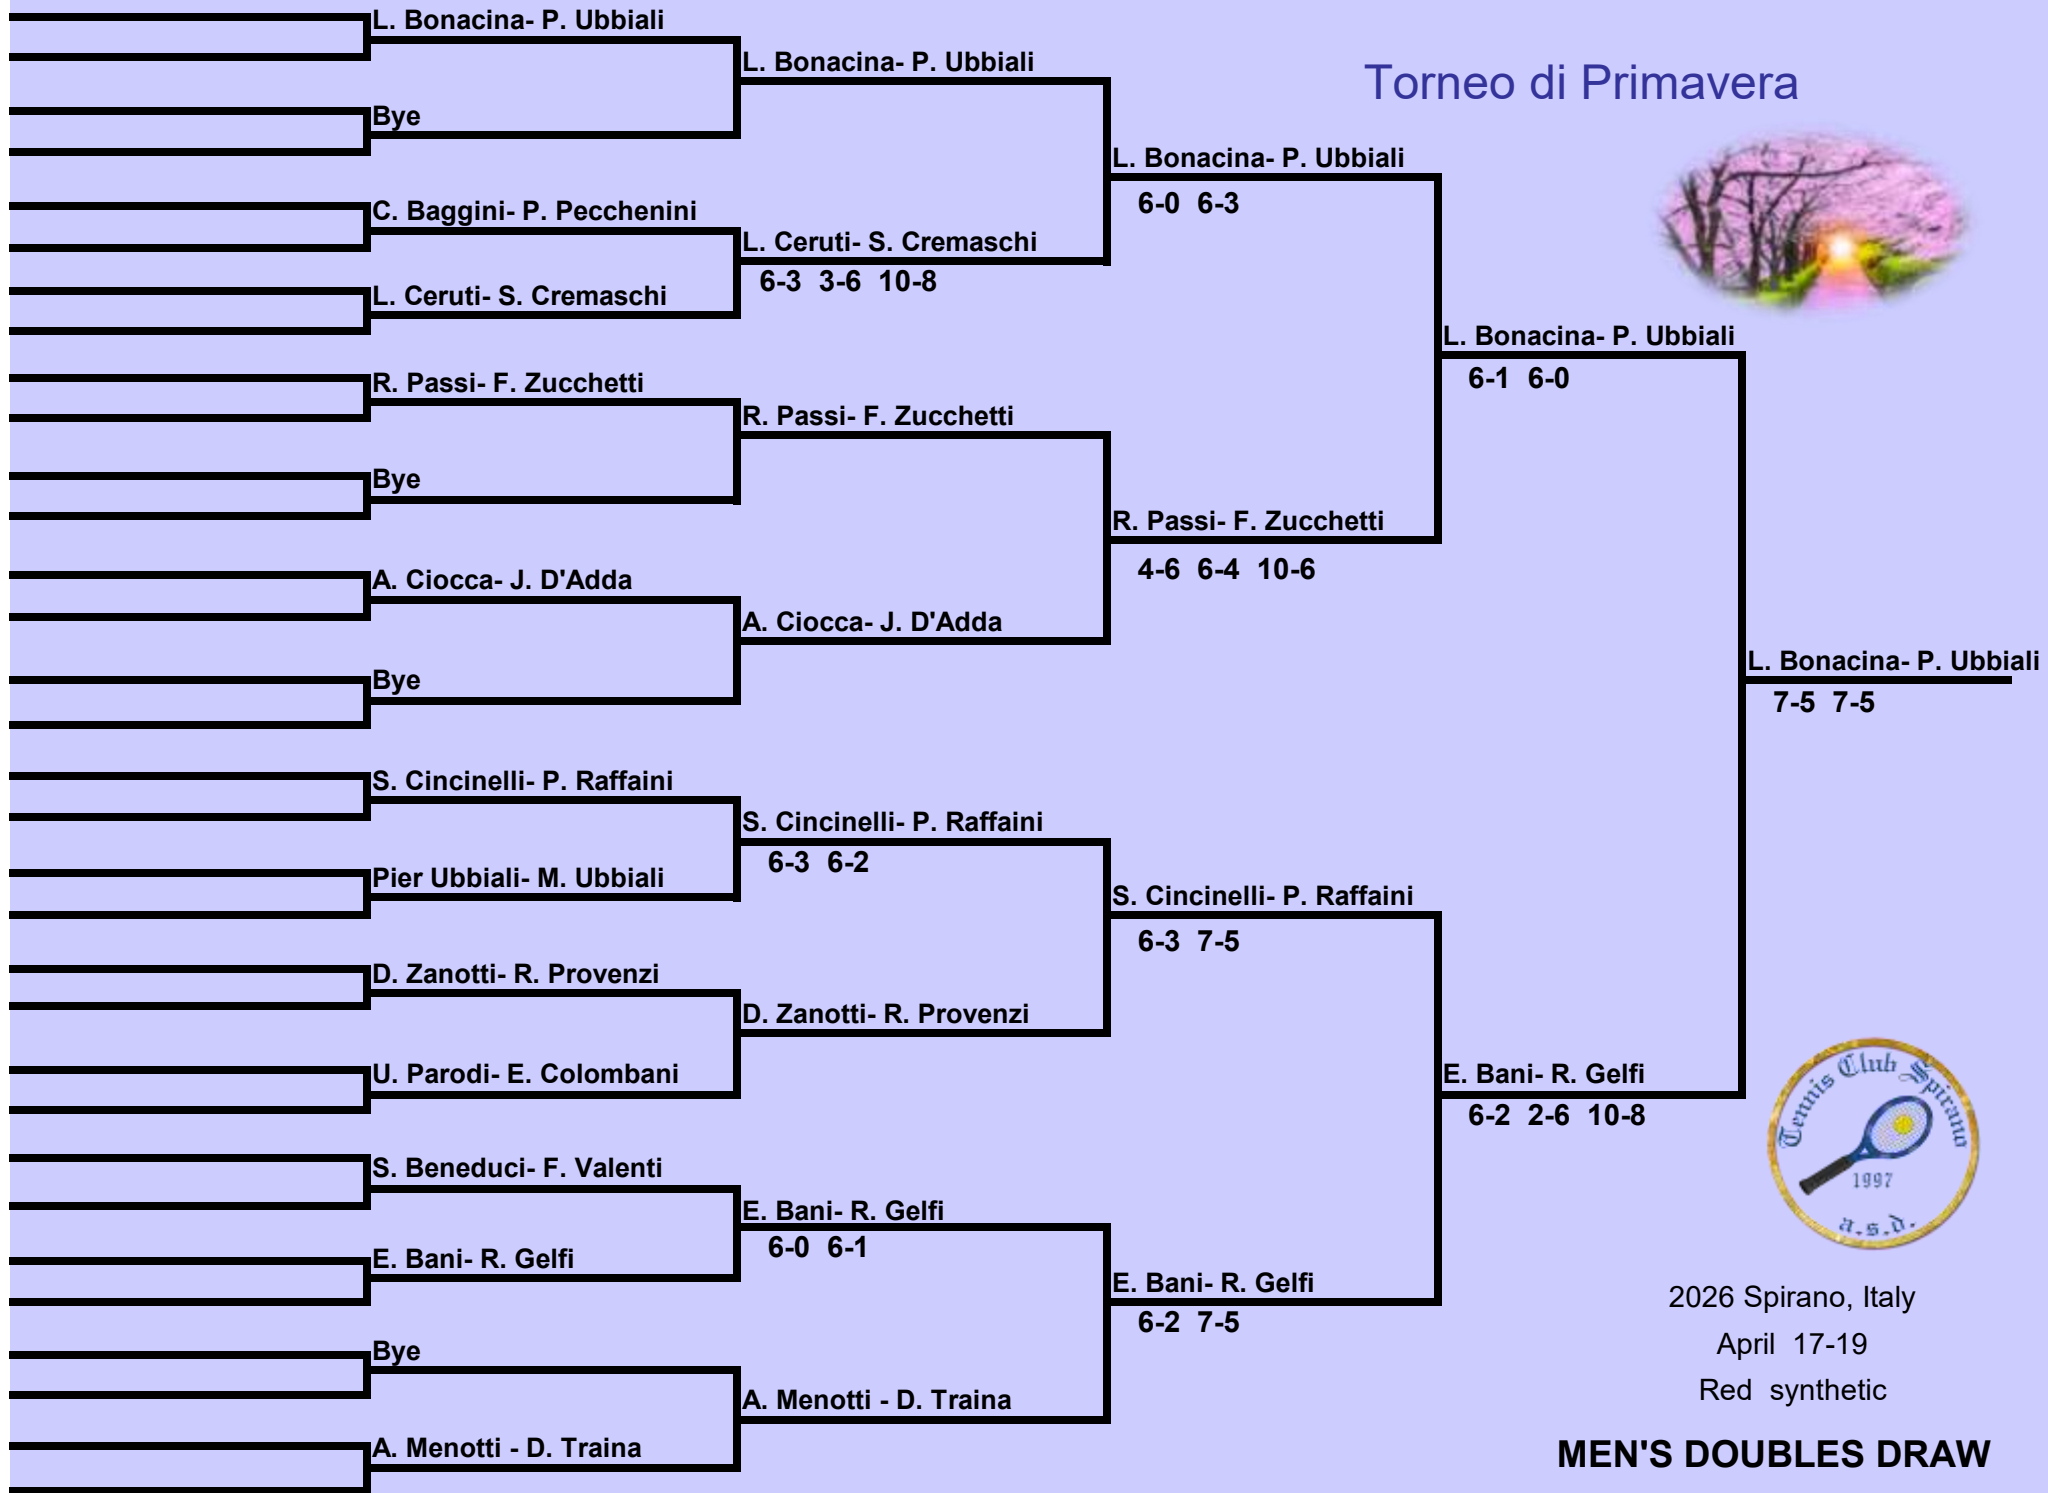 L. Bonacina- P. Ubbiali
Bye
C. Baggini- P. Pecchenini
L. Ceruti- S. Cremaschi
R. Passi- F. Zucchetti
Bye
A. Ciocca- J. D'Adda
Bye
S. Cincinelli- P. Raffaini
Pier Ubbiali- M. Ubbiali
D. Zanotti- R. Provenzi
U. Parodi- E. Colombani
S. Beneduci- F. Valenti
E. Bani- R. Gelfi
Bye
A. Menotti - D. Traina
L. Bonacina- P. Ubbiali
L. Ceruti- S. Cremaschi
6-3 3-6 10-8
R. Passi- F. Zucchetti
A. Ciocca- J. D'Adda
S. Cincinelli- P. Raffaini
6-3 6-2
D. Zanotti- R. Provenzi
E. Bani- R. Gelfi
6-0 6-1
A. Menotti - D. Traina
L. Bonacina- P. Ubbiali
6-0 6-3
R. Passi- F. Zucchetti
4-6 6-4 10-6
S. Cincinelli- P. Raffaini
6-3 7-5
E. Bani- R. Gelfi
6-2 7-5
L. Bonacina- P. Ubbiali
6-1 6-0
E. Bani- R. Gelfi
6-2 2-6 10-8
L. Bonacina- P. Ubbiali
7-5 7-5
Torneo di Primavera
Tennis Club Spirano
1997
a.s.d.
2026 Spirano, Italy
April 17-19
Red synthetic
MEN'S DOUBLES DRAW